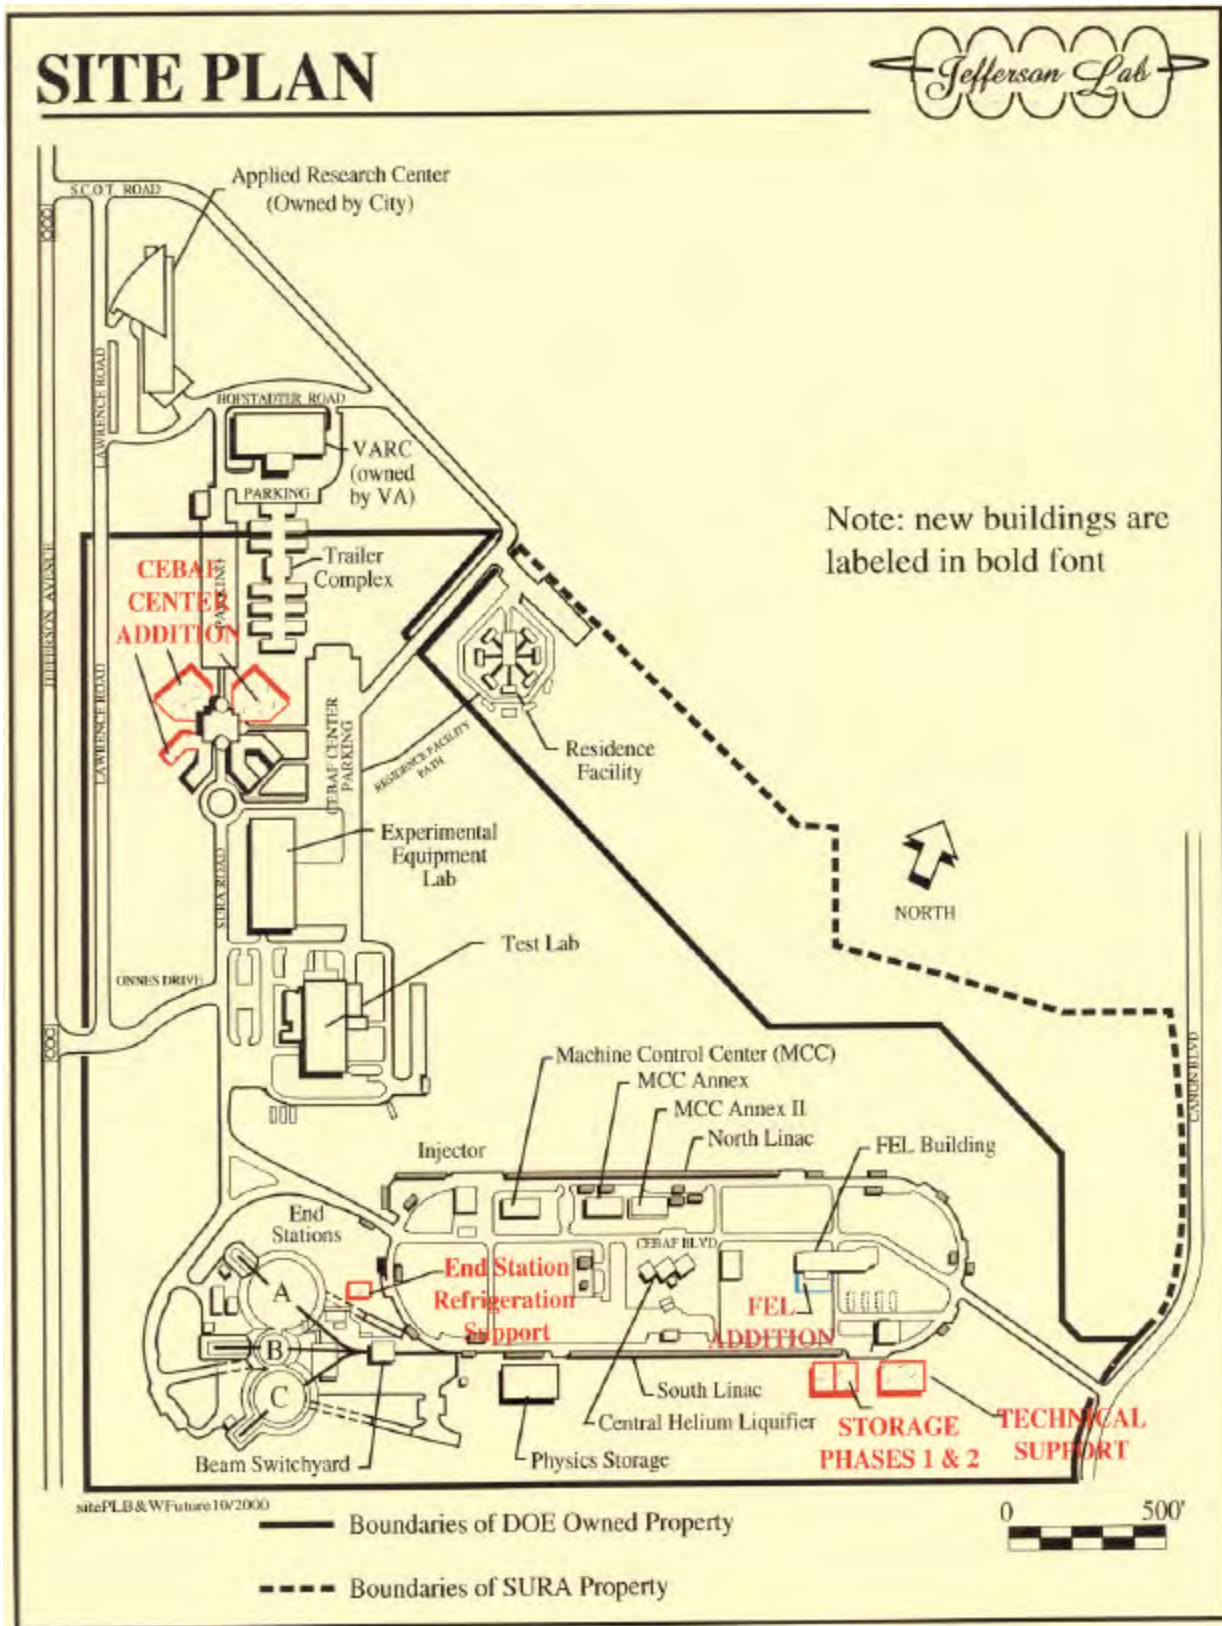 SITE PLAN
Jefferson Lab
S.C.O.T. ROAD
Applied Research Center
(Owned by City)
LAWRENCE ROAD
HOFSTADTER ROAD
VARC
(owned
by VA)
PARKING
Note: new buildings are
labeled in bold font
JEFFERSON AVENUE
CEBAF
CENTER
ADDITION
PARKING
Trailer
Complex
LAWRENCE ROAD
CEBAF CENTER
PARKING
RESIDENCE FACILITY
PATH
Residence
Facility
Experimental
Equipment
Lab
SURA ROAD
NORTH
Test Lab
ONNES DRIVE
CANON BLVD
Machine Control Center (MCC)
MCC Annex
MCC Annex II
North Linac
Injector
FEL Building
End
Stations
CEBAF BLVD
A
B
C
End Station
Refrigeration
Support
FEL
ADDITION
South Linac
Central Helium Liquifier
STORAGE
PHASES 1 & 2
TECHNICAL
SUPPORT
Beam Switchyard
Physics Storage
sitePLB&WFuture10/2000
0 500'
Boundaries of DOE Owned Property
Boundaries of SURA Property